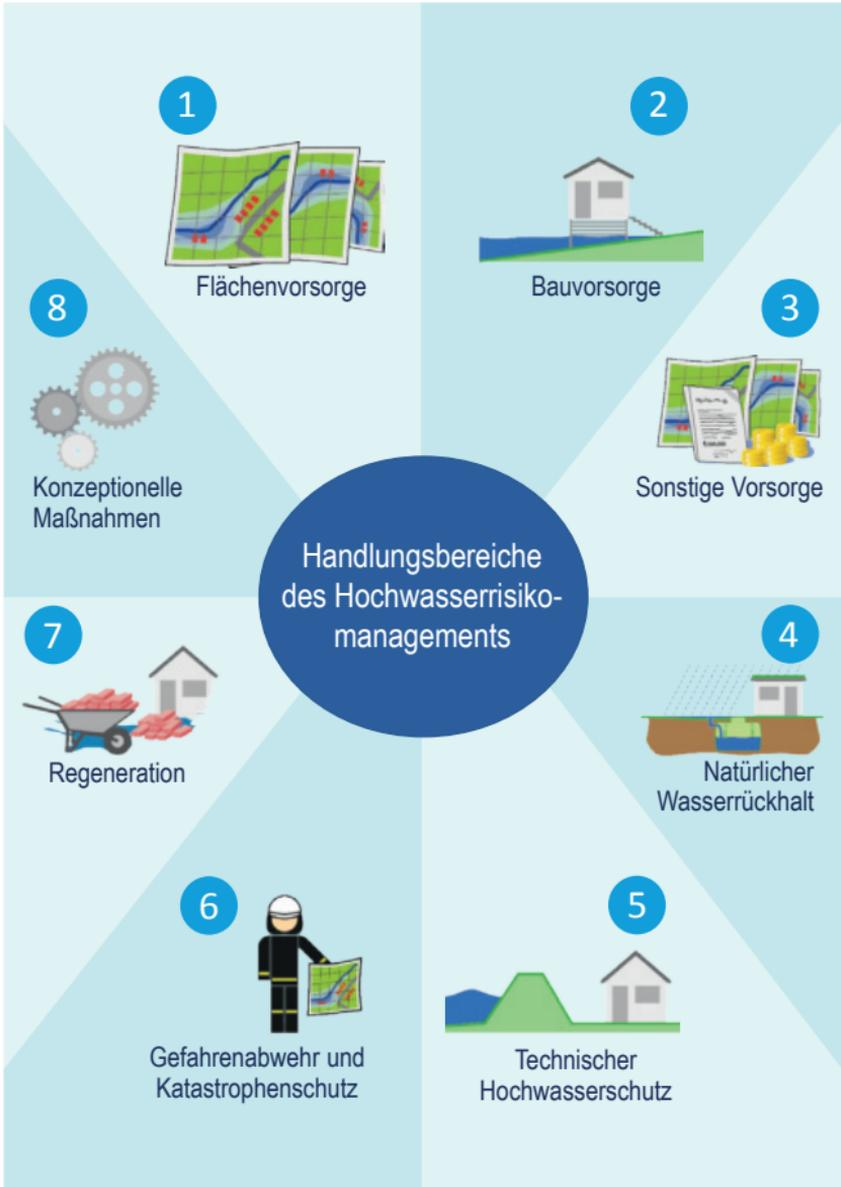 1
Flächenvorsorge
2
Bauvorsorge
3
Sonstige Vorsorge
4
Natürlicher
Wasserrückhalt
5
Technischer
Hochwasserschutz
6
Gefahrenabwehr und
Katastrophenschutz
7
Regeneration
8
Konzeptionelle
Maßnahmen
Handlungsbereiche
des Hochwasserrisiko-
managements